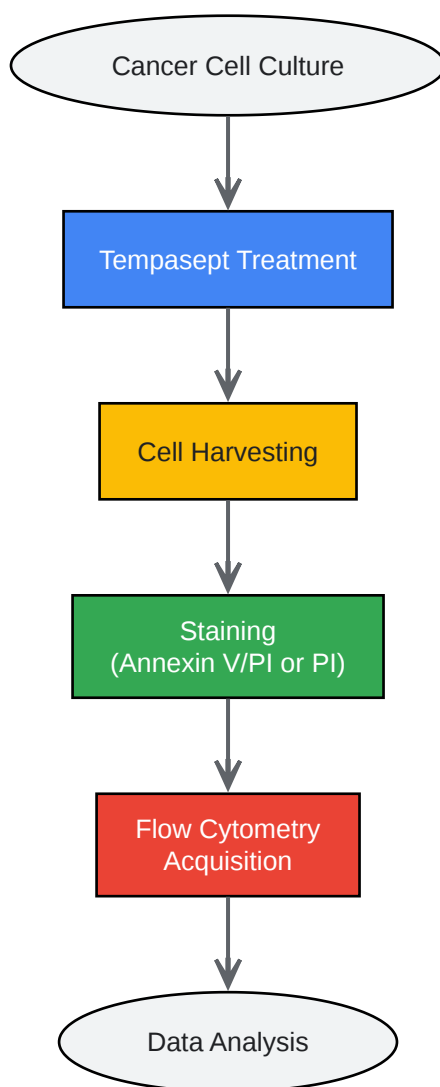 Cancer Cell Culture
Tempasept Treatment
Cell Harvesting
Staining
(Annexin V/PI or PI)
Flow Cytometry
Acquisition
Data Analysis